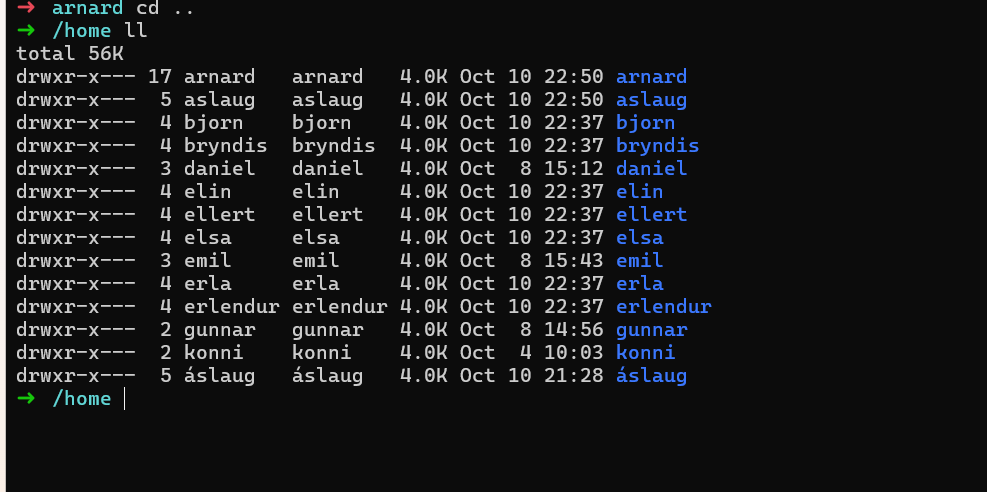 ➜ arnard cd ..
➜ /home ll
total 56K
drwxr-x--- 17 arnard   arnard   4.0K Oct 10 22:50 arnard
drwxr-x---  5 aslaug   aslaug   4.0K Oct 10 22:50 aslaug
drwxr-x---  4 bjorn    bjorn    4.0K Oct 10 22:37 bjorn
drwxr-x---  4 bryndis  bryndis  4.0K Oct 10 22:37 bryndis
drwxr-x---  3 daniel   daniel   4.0K Oct  8 15:12 daniel
drwxr-x---  4 elin     elin     4.0K Oct 10 22:37 elin
drwxr-x---  4 ellert   ellert   4.0K Oct 10 22:37 ellert
drwxr-x---  4 elsa     elsa     4.0K Oct 10 22:37 elsa
drwxr-x---  3 emil     emil     4.0K Oct  8 15:43 emil
drwxr-x---  4 erla     erla     4.0K Oct 10 22:37 erla
drwxr-x---  4 erlendur erlendur 4.0K Oct 10 22:37 erlendur
drwxr-x---  2 gunnar   gunnar   4.0K Oct  8 14:56 gunnar
drwxr-x---  2 konni    konni    4.0K Oct  4 10:03 konni
drwxr-x---  5 áslaug   áslaug   4.0K Oct 10 21:28 áslaug
➜ /home